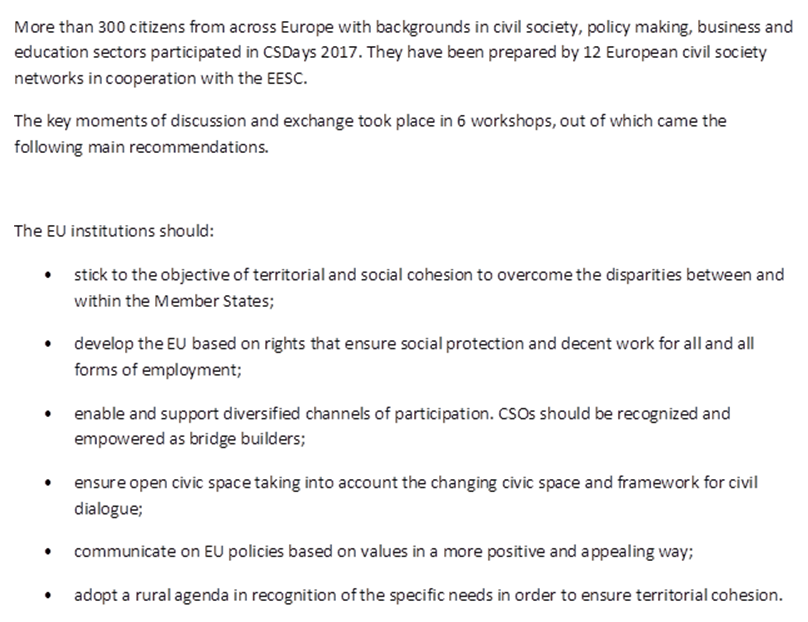 More than 300 citizens from across Europe with backgrounds in civil society, policy making, business and
education sectors participated in CSDays 2017. They have been prepared by 12 European civil society
networks in cooperation with the EESC.
The key moments of discussion and exchange took place in 6 workshops, out of which came the
following main recommendations.
The EU institutions should:
• stick to the objective of territorial and social cohesion to overcome the disparities between and
within the Member States;
• develop the EU based on rights that ensure social protection and decent work for all and all
forms of employment;
• enable and support diversified channels of participation. CSOs should be recognized and
empowered as bridge builders;
• ensure open civic space taking into account the changing civic space and framework for civil
dialogue;
• communicate on EU policies based on values in a more positive and appealing way;
• adopt a rural agenda in recognition of the specific needs in order to ensure territorial cohesion.